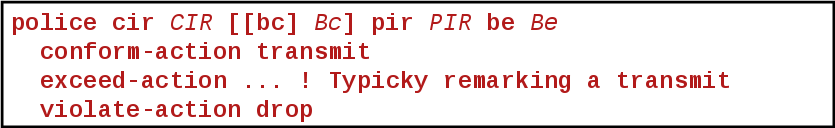 police cir CIR [[bc] Bc] pir PIR be Be
conform-action transmit
exceed-action ... ! Typicky remarking a transmit
violate-action drop